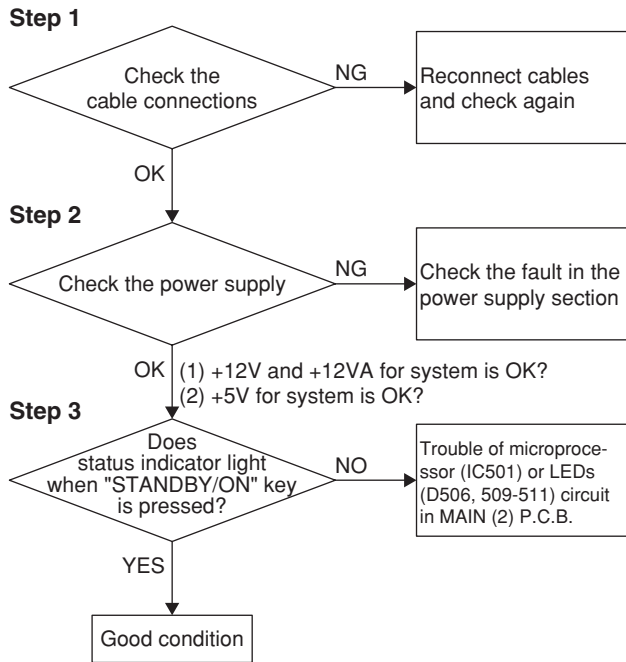 Step 1
Check the
cable connections
NG
Reconnect cables
and check again
OK
Step 2
Check the power supply
NG
Check the fault in the
power supply section
OK
(1) +12V and +12VA for system is OK?
(2) +5V for system is OK?
Step 3
Does
status indicator light
when "STANDBY/ON" key
is pressed?
NO
Trouble of microproce-
ssor (IC501) or LEDs
(D506, 509-511) circuit
in MAIN (2) P.C.B.
YES
Good condition